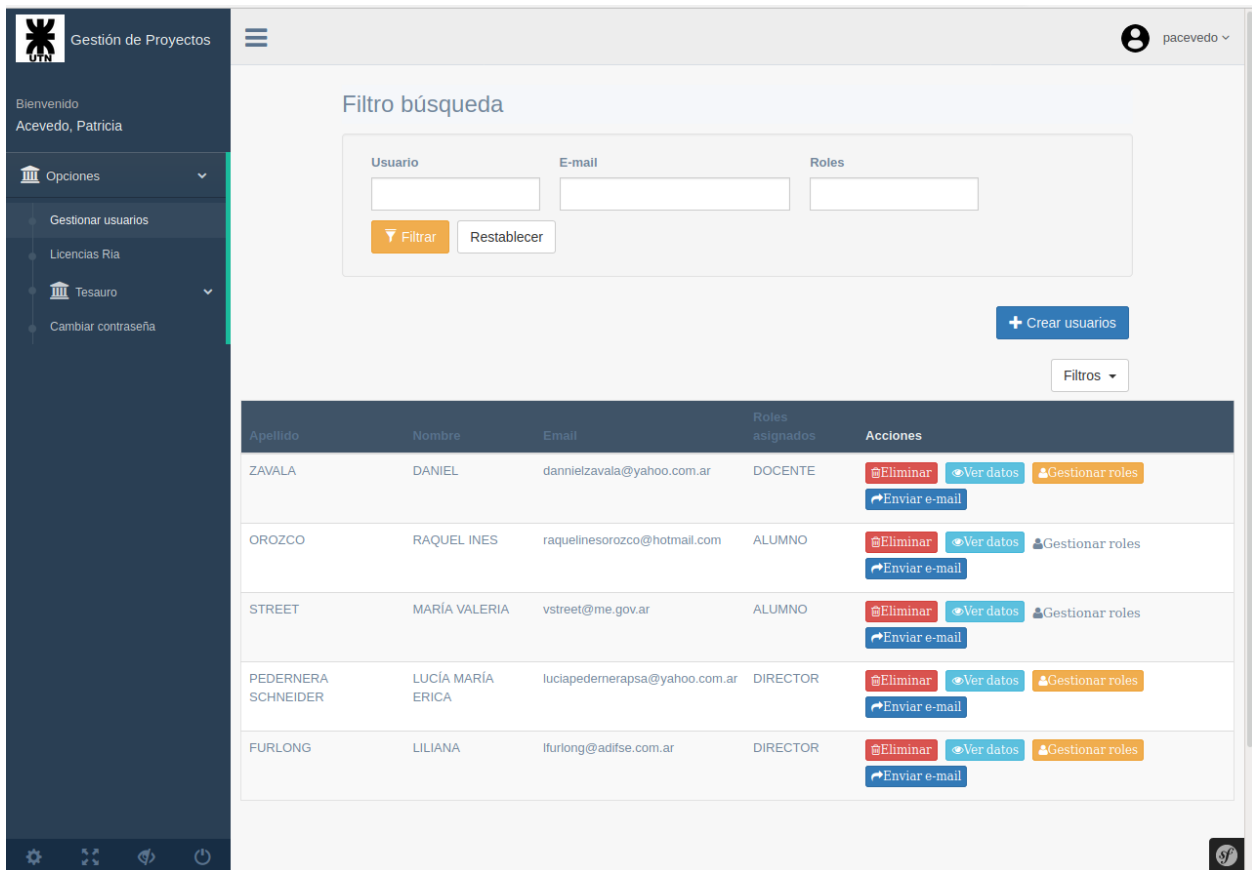 UTN
Gestión de Proyectos
pacevedo
Bienvenido
Acevedo, Patricia
Opciones
Gestionar usuarios
Licencias Ria
Tesauro
Cambiar contraseña
Filtro búsqueda
Usuario E-mail Roles
Filtrar Restablecer
Crear usuarios
Filtros
Apellido Nombre Email Roles asignados Acciones
ZAVALA DANIEL dannielzavala@yahoo.com.ar DOCENTE Eliminar Ver datos Gestionar roles
Enviar e-mail
OROZCO RAQUEL INES raquelinesorozco@hotmail.com ALUMNO Eliminar Ver datos Gestionar roles
Enviar e-mail
STREET MARÍA VALERIA vstreet@me.gov.ar ALUMNO Eliminar Ver datos Gestionar roles
Enviar e-mail
PEDERNERA SCHNEIDER LUCÍA MARÍA ERICA luciapedernerapsa@yahoo.com.ar DIRECTOR Eliminar Ver datos Gestionar roles
Enviar e-mail
FURLONG LILIANA lfurlong@adifse.com.ar DIRECTOR Eliminar Ver datos Gestionar roles
Enviar e-mail
sf